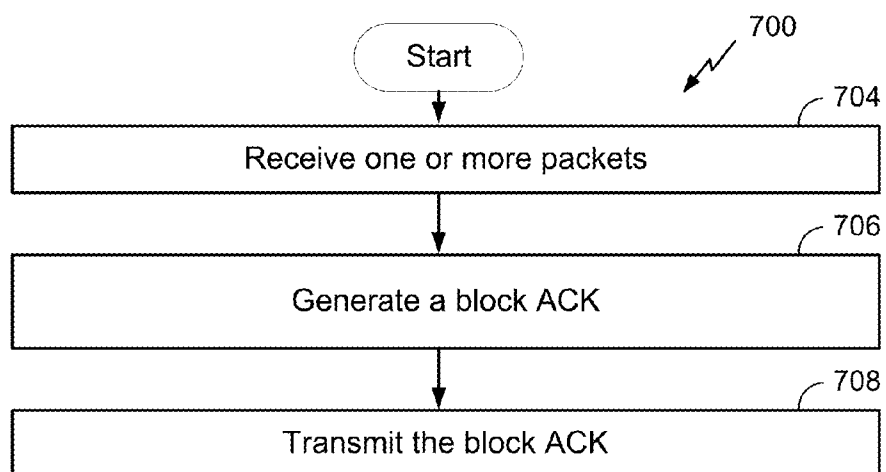 700
Start
704
Receive one or more packets
706
Generate a block ACK
708
Transmit the block ACK